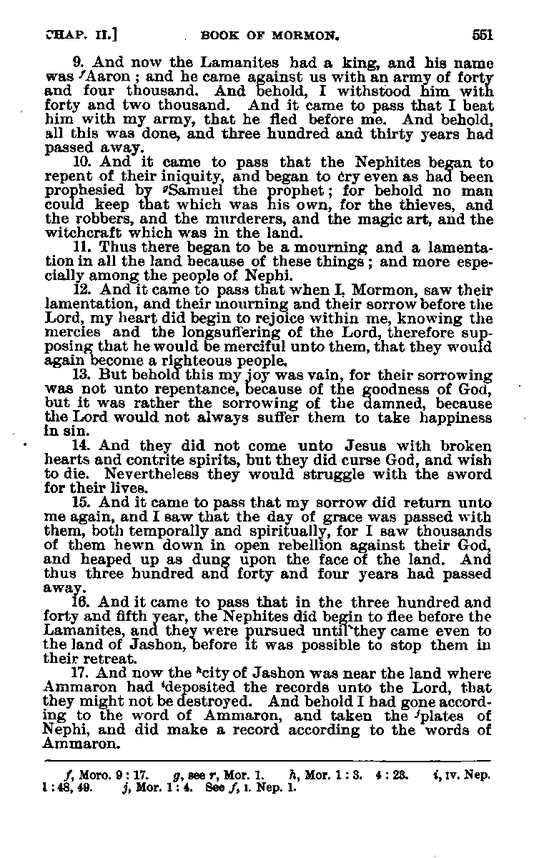 CHAP. II.] BOOK OF MORMON. 551
9. And now the Lamanites had a king, and his name
was ᶠAaron; and he came against us with an army of forty
and four thousand. And behold, I withstood him with
forty and two thousand. And it came to pass that I beat
him with my army, that he fled before me. And behold,
all this was done, and three hundred and thirty years had
passed away.
10. And it came to pass that the Nephites began to
repent of their iniquity, and began to cry even as had been
prophesied by ᵍSamuel the prophet; for behold no man
could keep that which was his own, for the thieves, and
the robbers, and the murderers, and the magic art, and the
witchcraft which was in the land.
11. Thus there began to be a mourning and a lamenta-
tion in all the land because of these things; and more espe-
cially among the people of Nephi.
12. And it came to pass that when I, Mormon, saw their
lamentation, and their mourning and their sorrow before the
Lord, my heart did begin to rejoice within me, knowing the
mercies and the longsuffering of the Lord, therefore sup-
posing that he would be merciful unto them, that they would
again become a righteous people.
13. But behold this my joy was vain, for their sorrowing
was not unto repentance, because of the goodness of God,
but it was rather the sorrowing of the damned, because
the Lord would not always suffer them to take happiness
in sin.
14. And they did not come unto Jesus with broken
hearts and contrite spirits, but they did curse God, and wish
to die. Nevertheless they would struggle with the sword
for their lives.
15. And it came to pass that my sorrow did return unto
me again, and I saw that the day of grace was passed with
them, both temporally and spiritually, for I saw thousands
of them hewn down in open rebellion against their God,
and heaped up as dung upon the face of the land. And
thus three hundred and forty and four years had passed
away.
16. And it came to pass that in the three hundred and
forty and fifth year, the Nephites did begin to flee before the
Lamanites, and they were pursued until they came even to
the land of Jashon, before it was possible to stop them in
their retreat.
17. And now the ʰcity of Jashon was near the land where
Ammaron had ⁱdeposited the records unto the Lord, that
they might not be destroyed. And behold I had gone accord-
ing to the word of Ammaron, and taken the ʲplates of
Nephi, and did make a record according to the words of
Ammaron.
f, Moro. 9:17. g, see r, Mor. 1. h, Mor. 1:3. 4:23. i, IV. Nep.
1:48, 49. j, Mor. 1:4. See f, I. Nep. 1.